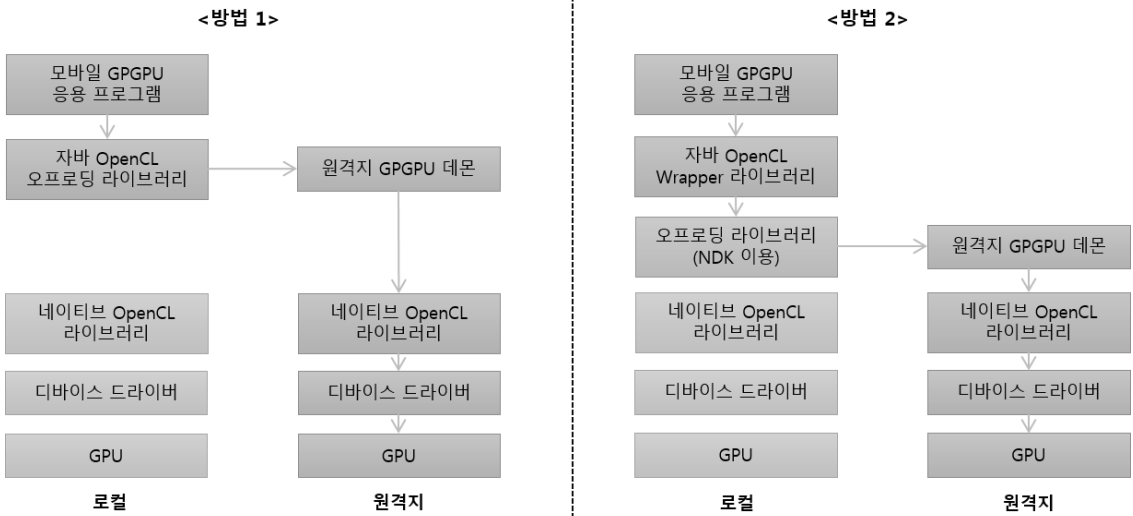 <방법 1>
모바일 GPGPU
응용 프로그램
자바 OpenCL
오프로딩 라이브러리
원격지 GPGPU 데몬
네이티브 OpenCL
라이브러리
네이티브 OpenCL
라이브러리
디바이스 드라이버
디바이스 드라이버
GPU
GPU
로컬
원격지
<방법 2>
모바일 GPGPU
응용 프로그램
자바 OpenCL
Wrapper 라이브러리
오프로딩 라이브러리
(NDK 이용)
원격지 GPGPU 데몬
네이티브 OpenCL
라이브러리
네이티브 OpenCL
라이브러리
디바이스 드라이버
디바이스 드라이버
GPU
GPU
로컬
원격지